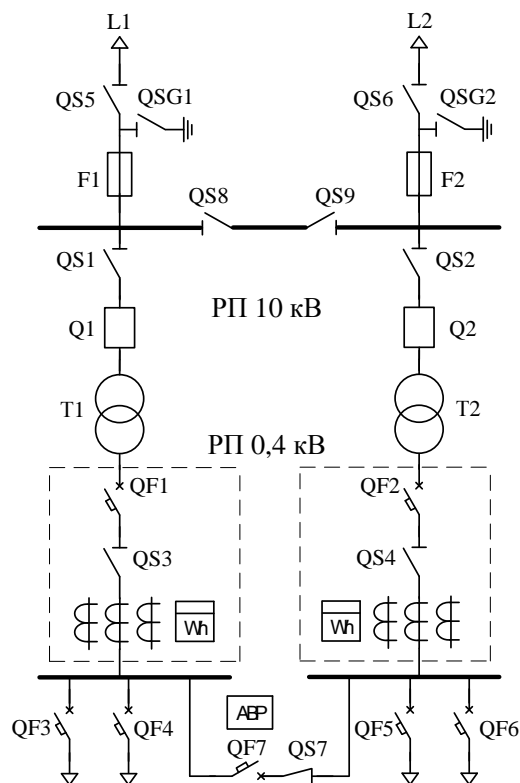 L1 L2
QS5 QSG1 QS6 QSG2
F1 F2
QS8 QS9
QS1 QS2
РП 10 кВ
Q1 Q2
T1 T2
РП 0,4 кВ
QF1 QF2
QS3 QS4
Wh Wh
АВР
QF3 QF4 QF7 QS7 QF5 QF6